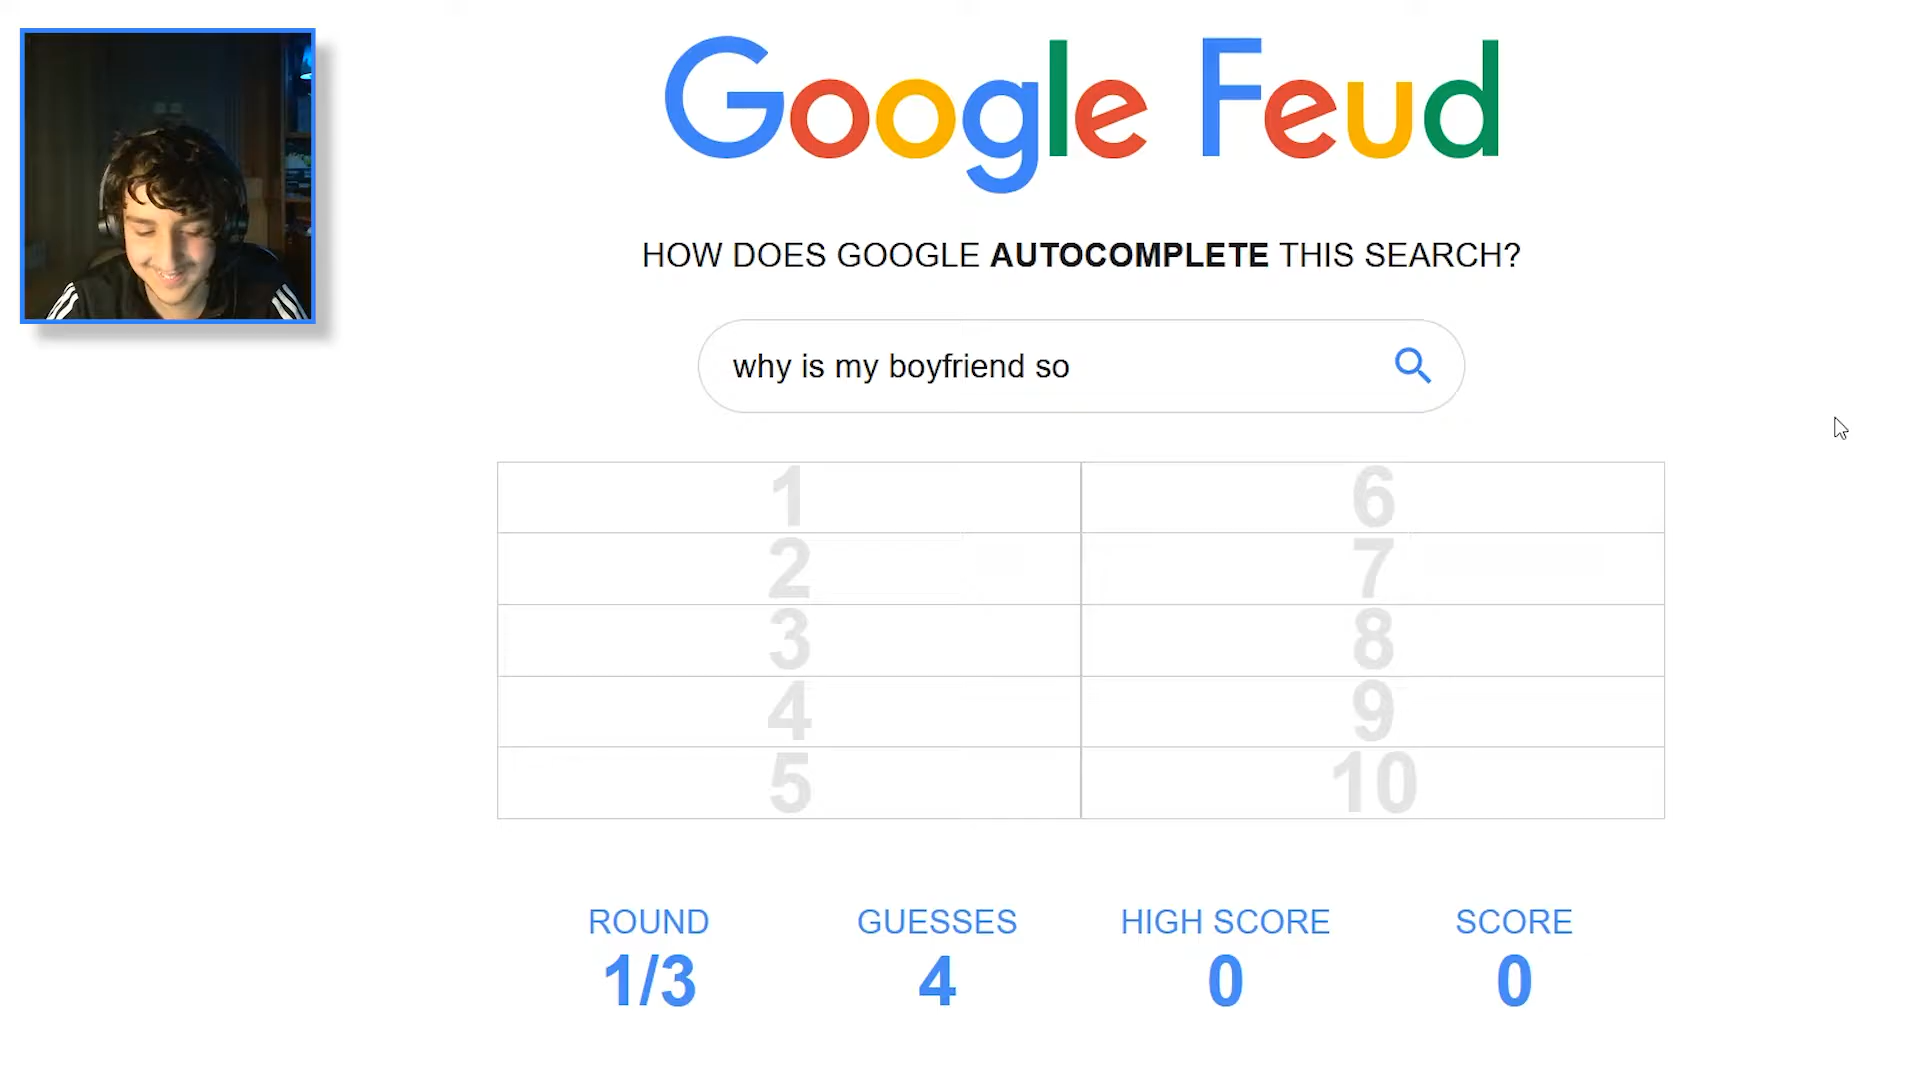 Google Feud
HOW DOES GOOGLE AUTOCOMPLETE THIS SEARCH?
why is my boyfriend so
1 6
2 7
3 8
4 9
5 10
ROUND GUESSES HIGH SCORE SCORE
1/3 4 0 0